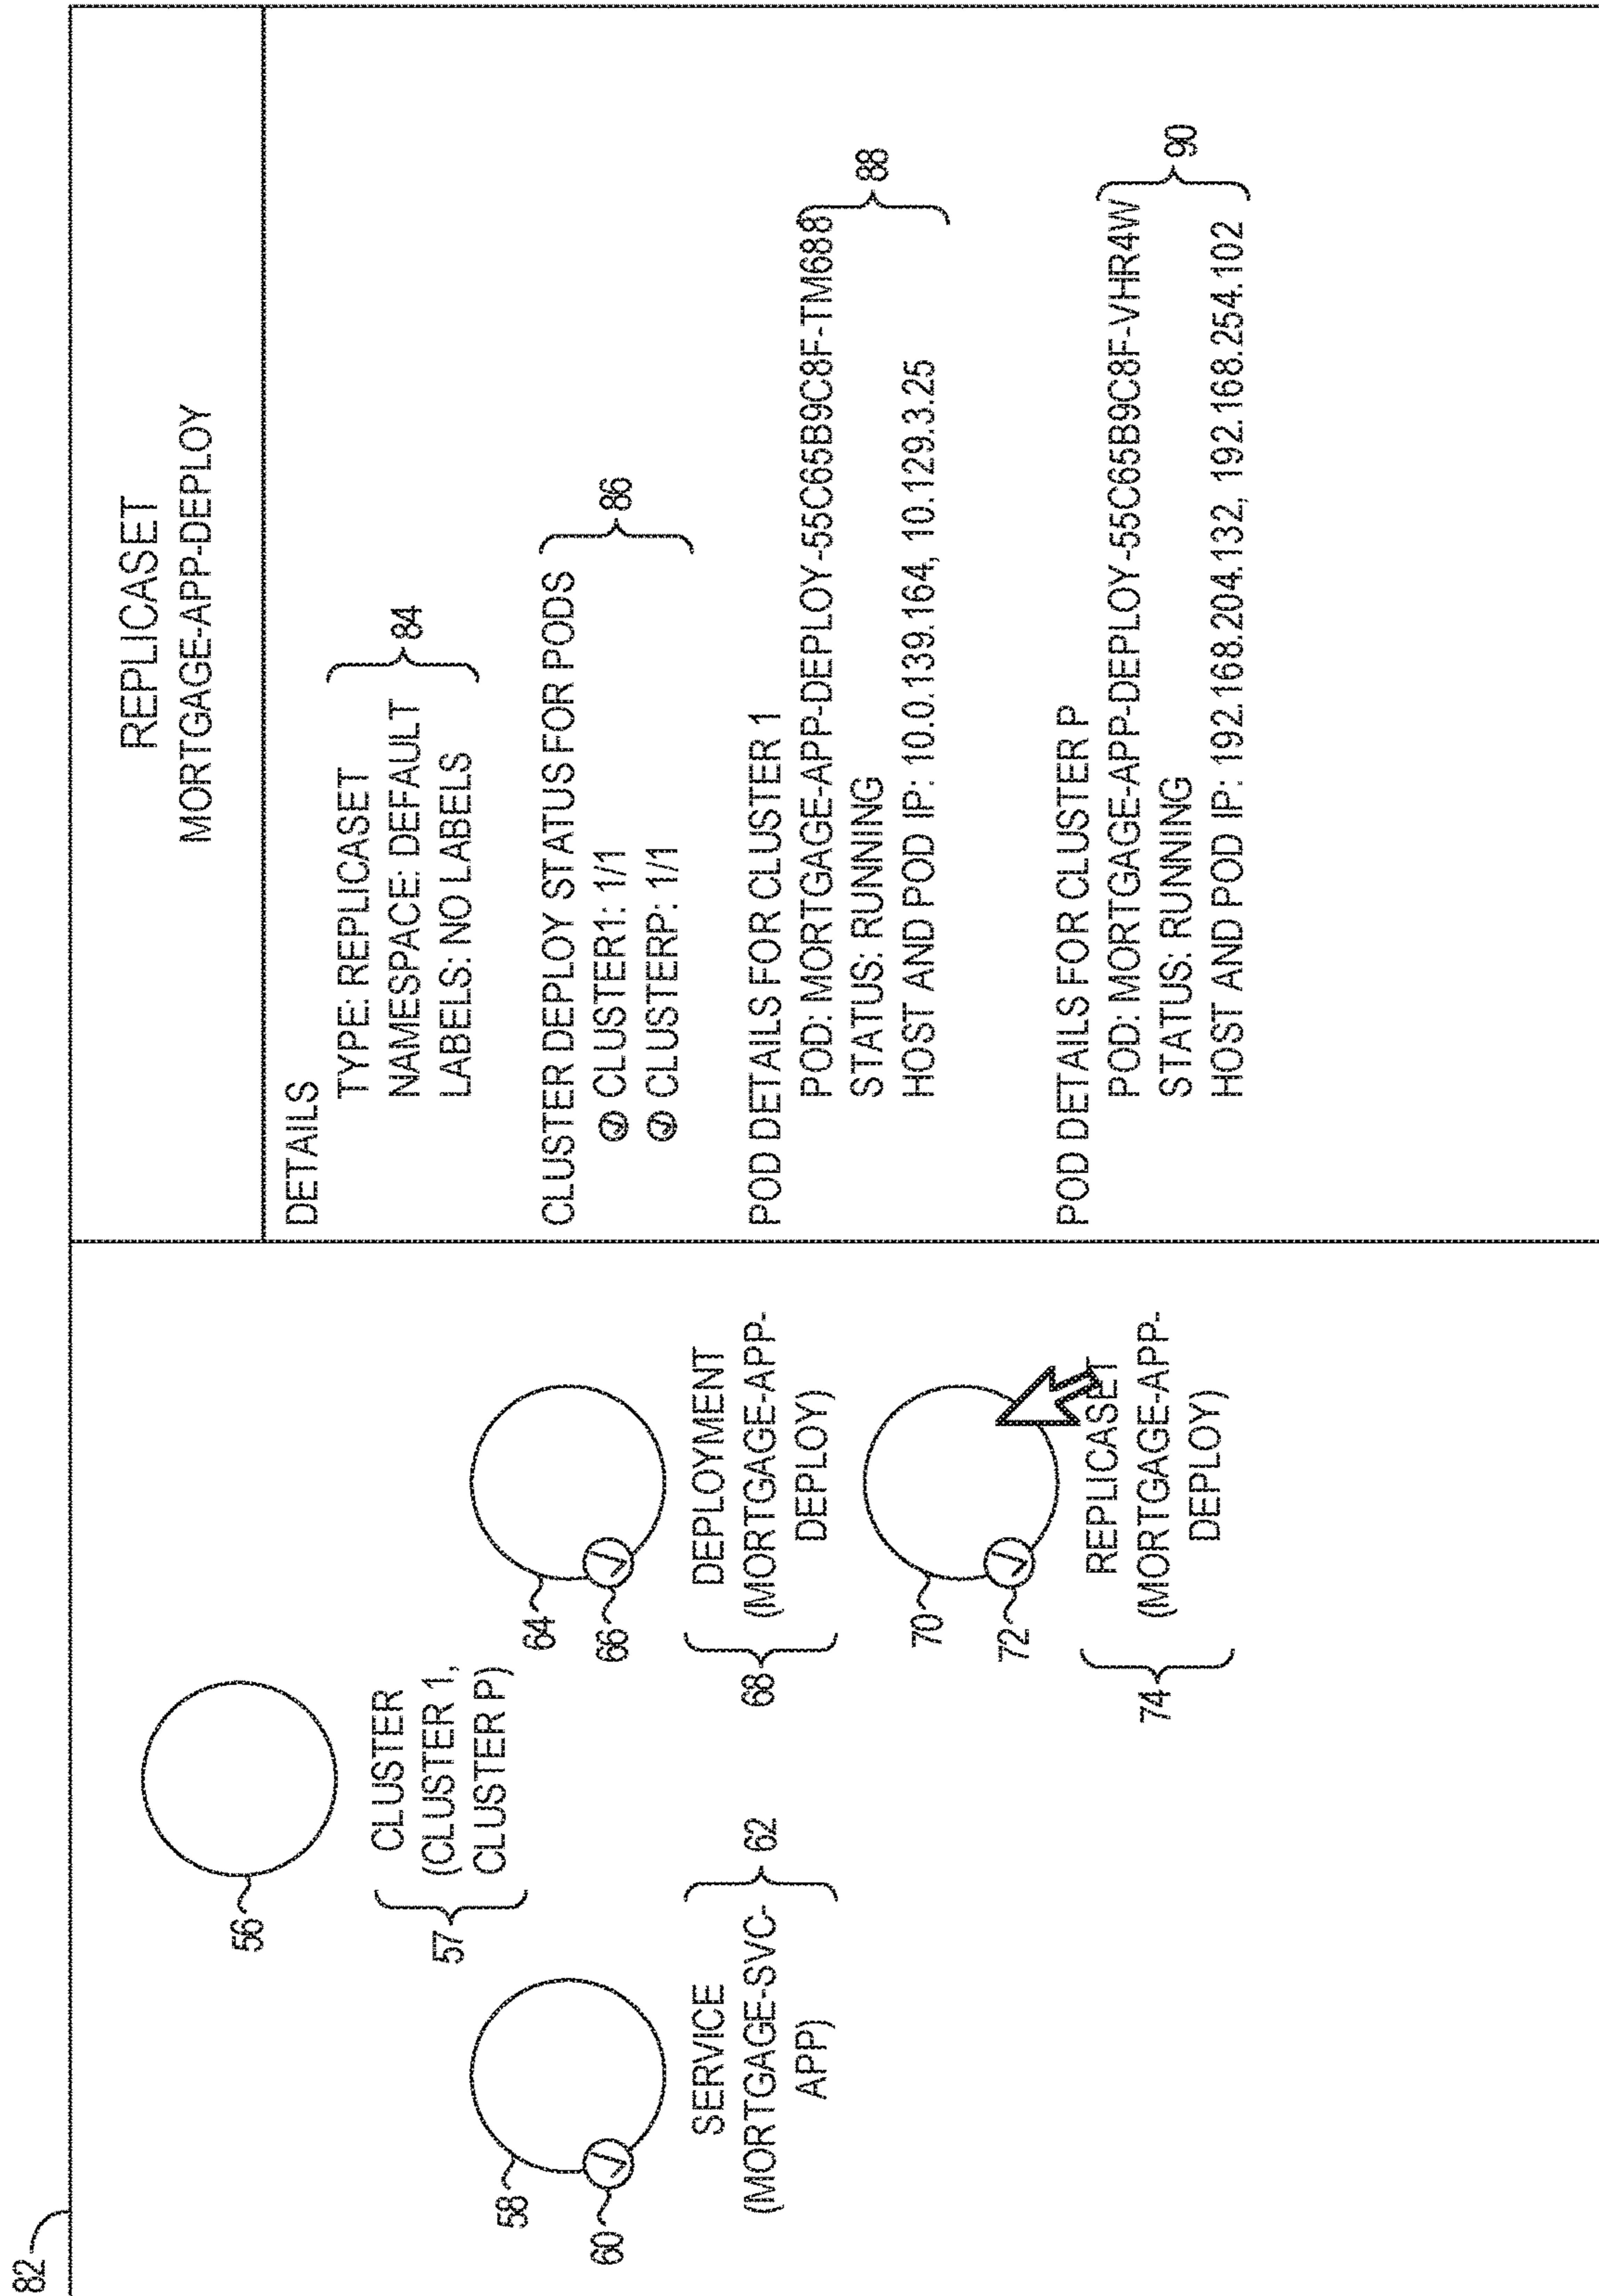 82
56
CLUSTER
(CLUSTER 1,
CLUSTER P)
57
58
60
SERVICE
(MORTGAGE-SVC-
APP)
62
64
66
DEPLOYMENT
(MORTGAGE-APP-
DEPLOY)
68
70
72
REPLICASET
(MORTGAGE-APP-
DEPLOY)
74
REPLICASET
MORTGAGE-APP-DEPLOY
DETAILS
TYPE: REPLICASET
NAMESPACE: DEFAULT
LABELS: NO LABELS
84
CLUSTER DEPLOY STATUS FOR PODS
CLUSTER1: 1/1
CLUSTERP: 1/1
86
POD DETAILS FOR CLUSTER 1
POD: MORTGAGE-APP-DEPLOY-55C65B9C8F-TM688
STATUS: RUNNING
HOST AND POD IP: 10.0.139.164, 10.129.3.25
88
POD DETAILS FOR CLUSTER P
POD: MORTGAGE-APP-DEPLOY-55C65B9C8F-VHR4W
STATUS: RUNNING
HOST AND POD IP: 192.168.204.132, 192.168.254.102
90